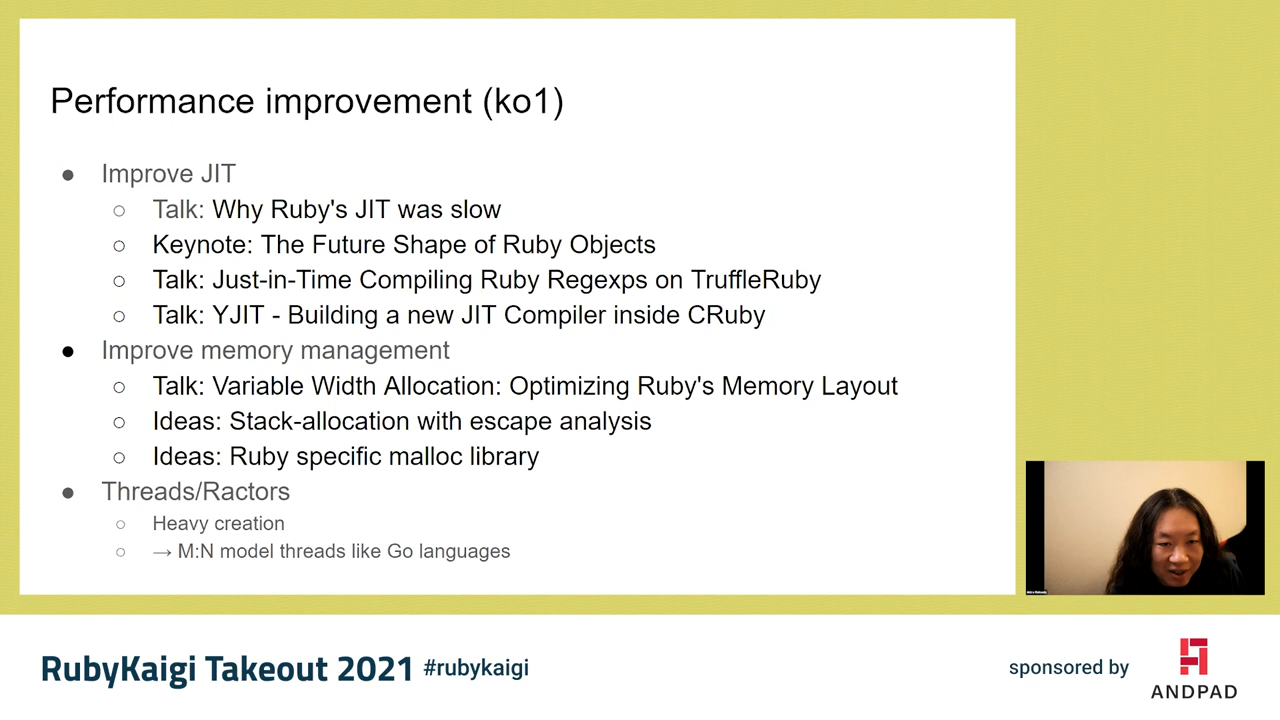 Performance improvement (ko1)
● Improve JIT
○ Talk: Why Ruby's JIT was slow
○ Keynote: The Future Shape of Ruby Objects
○ Talk: Just-in-Time Compiling Ruby Regexps on TruffleRuby
○ Talk: YJIT - Building a new JIT Compiler inside CRuby
● Improve memory management
○ Talk: Variable Width Allocation: Optimizing Ruby's Memory Layout
○ Ideas: Stack-allocation with escape analysis
○ Ideas: Ruby specific malloc library
● Threads/Ractors
○ Heavy creation
○ → M:N model threads like Go languages
RubyKaigi Takeout 2021 #rubykaigi
sponsored by
ANDPAD